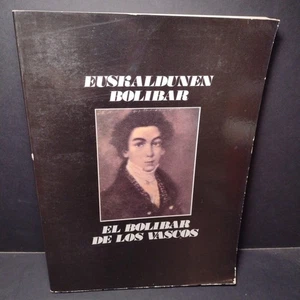 EUSKALDUNEN
BOLIBAR
EL BOLIBAR
DE LOS VASCOS